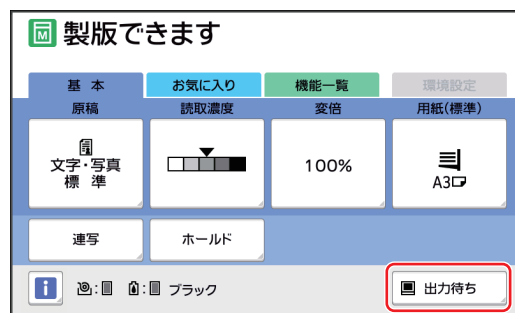 製版できます
基 本 お気に入り 機能一覧 環境設定
原稿 読取濃度 変倍 用紙(標準)
文字・写真
標 準
100%
A3
連写 ホールド
ブラック
出力待ち